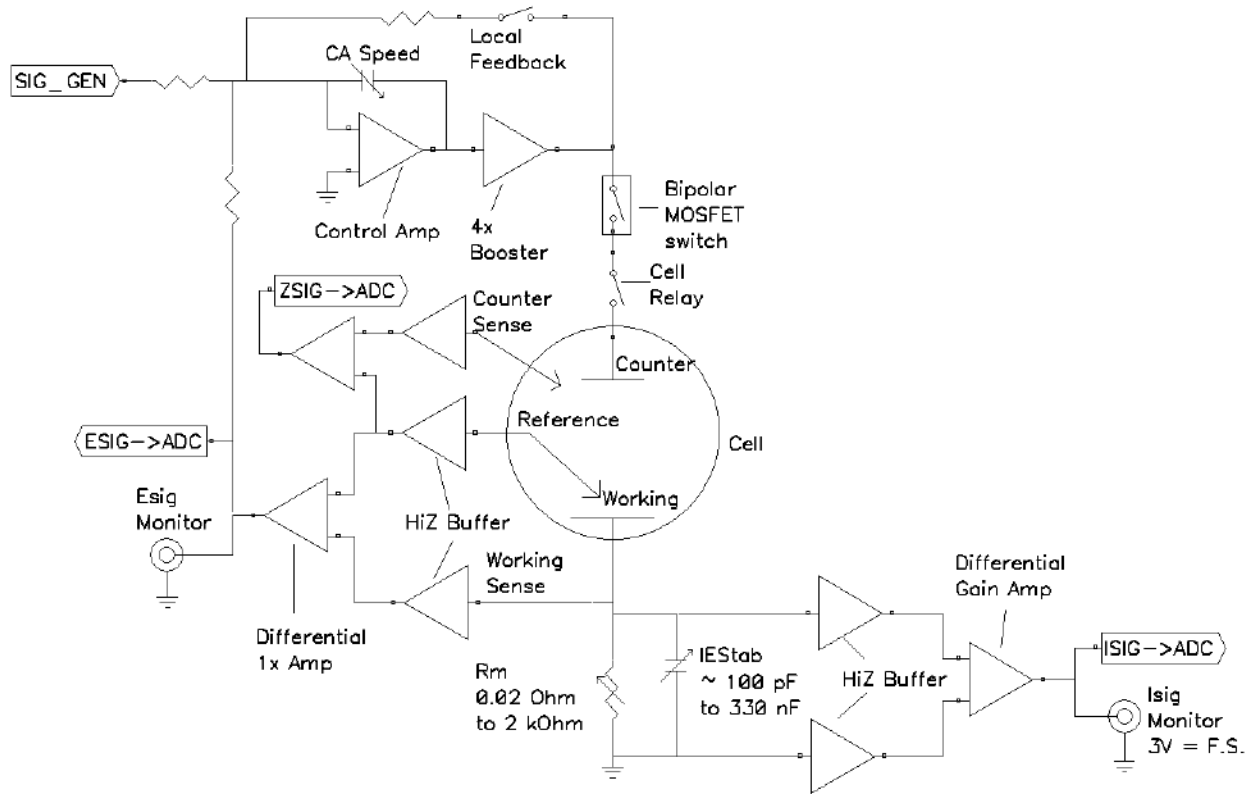 Local
Feedback
CA Speed
SIG_GEN
Bipolar
MOSFET
switch
Control Amp
4x
Booster
Cell
Relay
ZSIG->ADC
Counter
Sense
Counter
Reference
ESIG->ADC
Cell
Working
Esig
Monitor
HiZ Buffer
Working
Sense
Differential
Gain Amp
Differential
1x Amp
ISIG->ADC
IEStab
~ 100 pF
to 330 nF
Rm
0.02 Ohm
to 2 kOhm
HiZ Buffer
Isig
Monitor
3V = F.S.